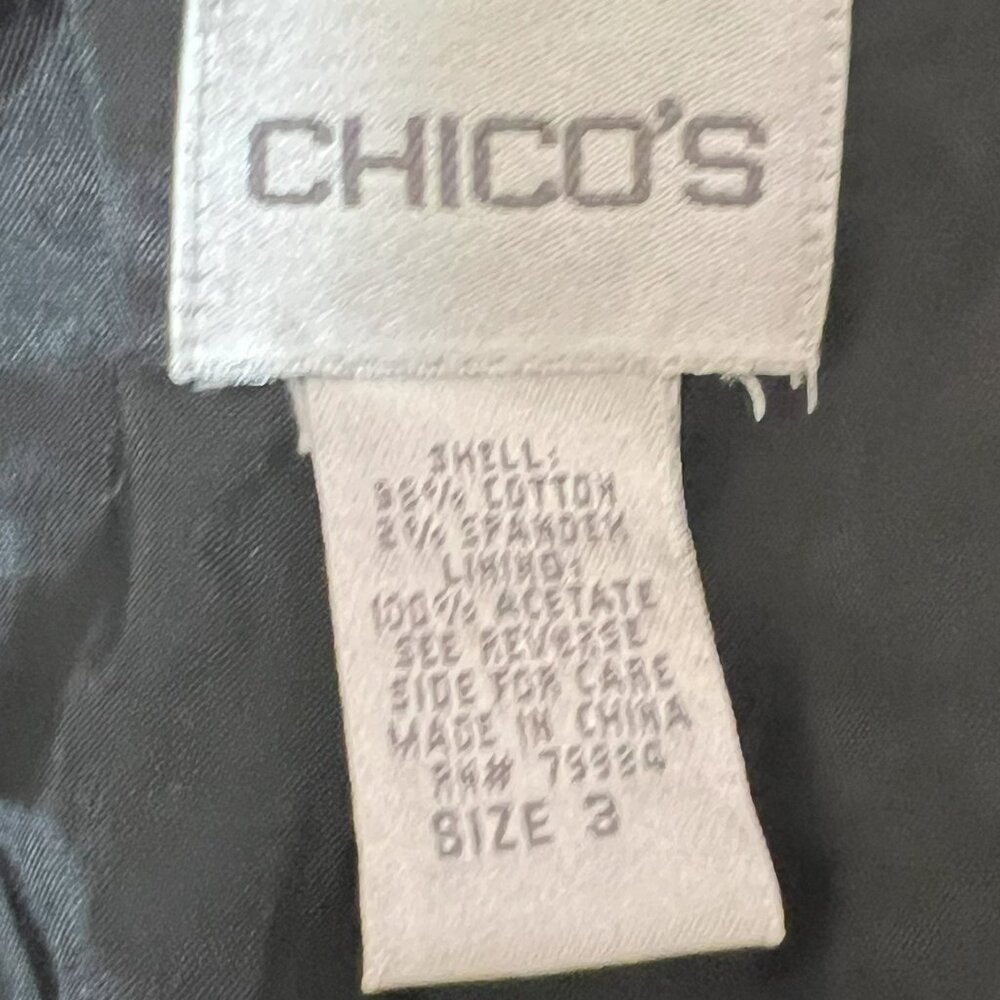 CHICO'S
SHELL:
98% COTTON
2% SPANDEX
LINING:
100% ACETATE
SEE REVERSE
SIDE FOR CARE
MADE IN CHINA
RN#
SIZE 3